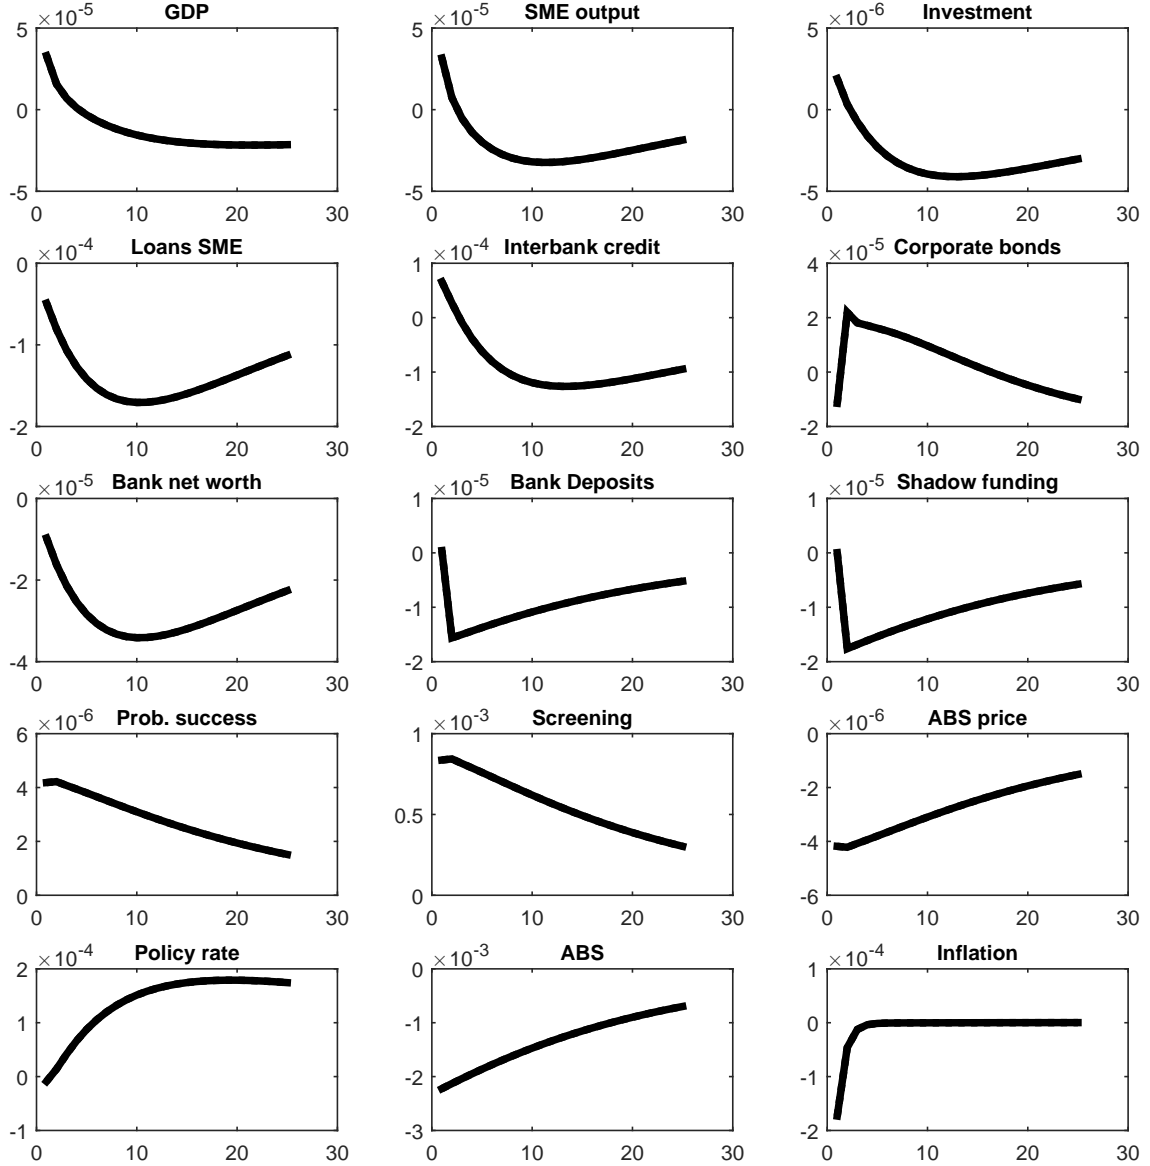 GDP
×10^-5
5
0
-5
0 10 20 30
SME output
×10^-5
5
0
-5
0 10 20 30
Investment
×10^-6
5
0
-5
0 10 20 30
Loans SME
×10^-4
0
-1
-2
0 10 20 30
Interbank credit
×10^-4
1
0
-1
-2
0 10 20 30
Corporate bonds
×10^-5
4
2
0
-2
0 10 20 30
Bank net worth
×10^-5
0
-2
-4
0 10 20 30
Bank Deposits
×10^-5
1
0
-1
-2
0 10 20 30
Shadow funding
×10^-5
1
0
-1
-2
0 10 20 30
Prob. success
×10^-6
6
4
2
0
0 10 20 30
Screening
×10^-3
1
0.5
0
0 10 20 30
ABS price
×10^-6
0
-2
-4
-6
0 10 20 30
Policy rate
×10^-4
2
1
0
-1
0 10 20 30
ABS
×10^-3
0
-1
-2
-3
0 10 20 30
Inflation
×10^-4
1
0
-1
-2
0 10 20 30